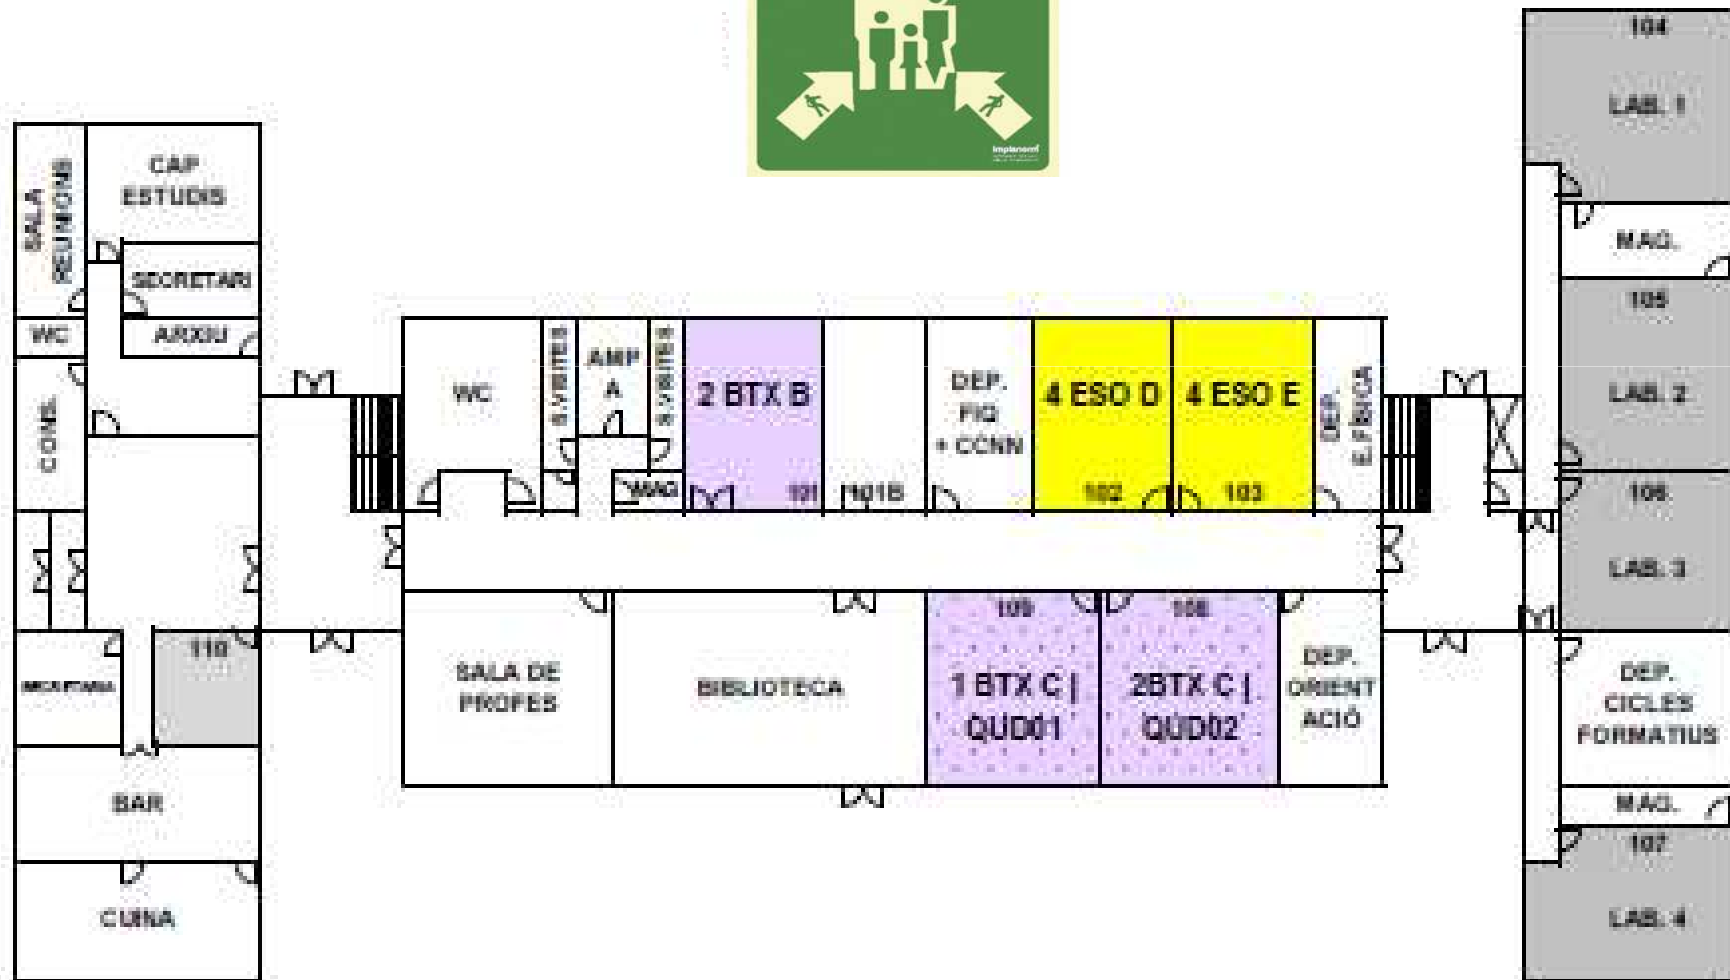 implaserf
104
LAB. 1
MAG.
105
LAB. 2
106
LAB. 3
DEP.
CICLES
FORMATIUS
MAG.
107
LAB. 4
SALA
REUNIONS
CAP
ESTUDIS
SECRETARI
WC
ARXIU
CONS.
110
BAR
CUINA
WC
S.VISITES
AMP
A
S.VISITES
MAG
2 BTX B
101
101B
DEP.
FIQ
+ CCNN
4 ESO D
102
4 ESO E
103
DEP.
E.FÍSICA
SALA DE
PROFES
BIBLIOTECA
109
1 BTX C |
QUD01
108
2BTX C |
QUD02
DEP.
ORIENT
ACIÓ